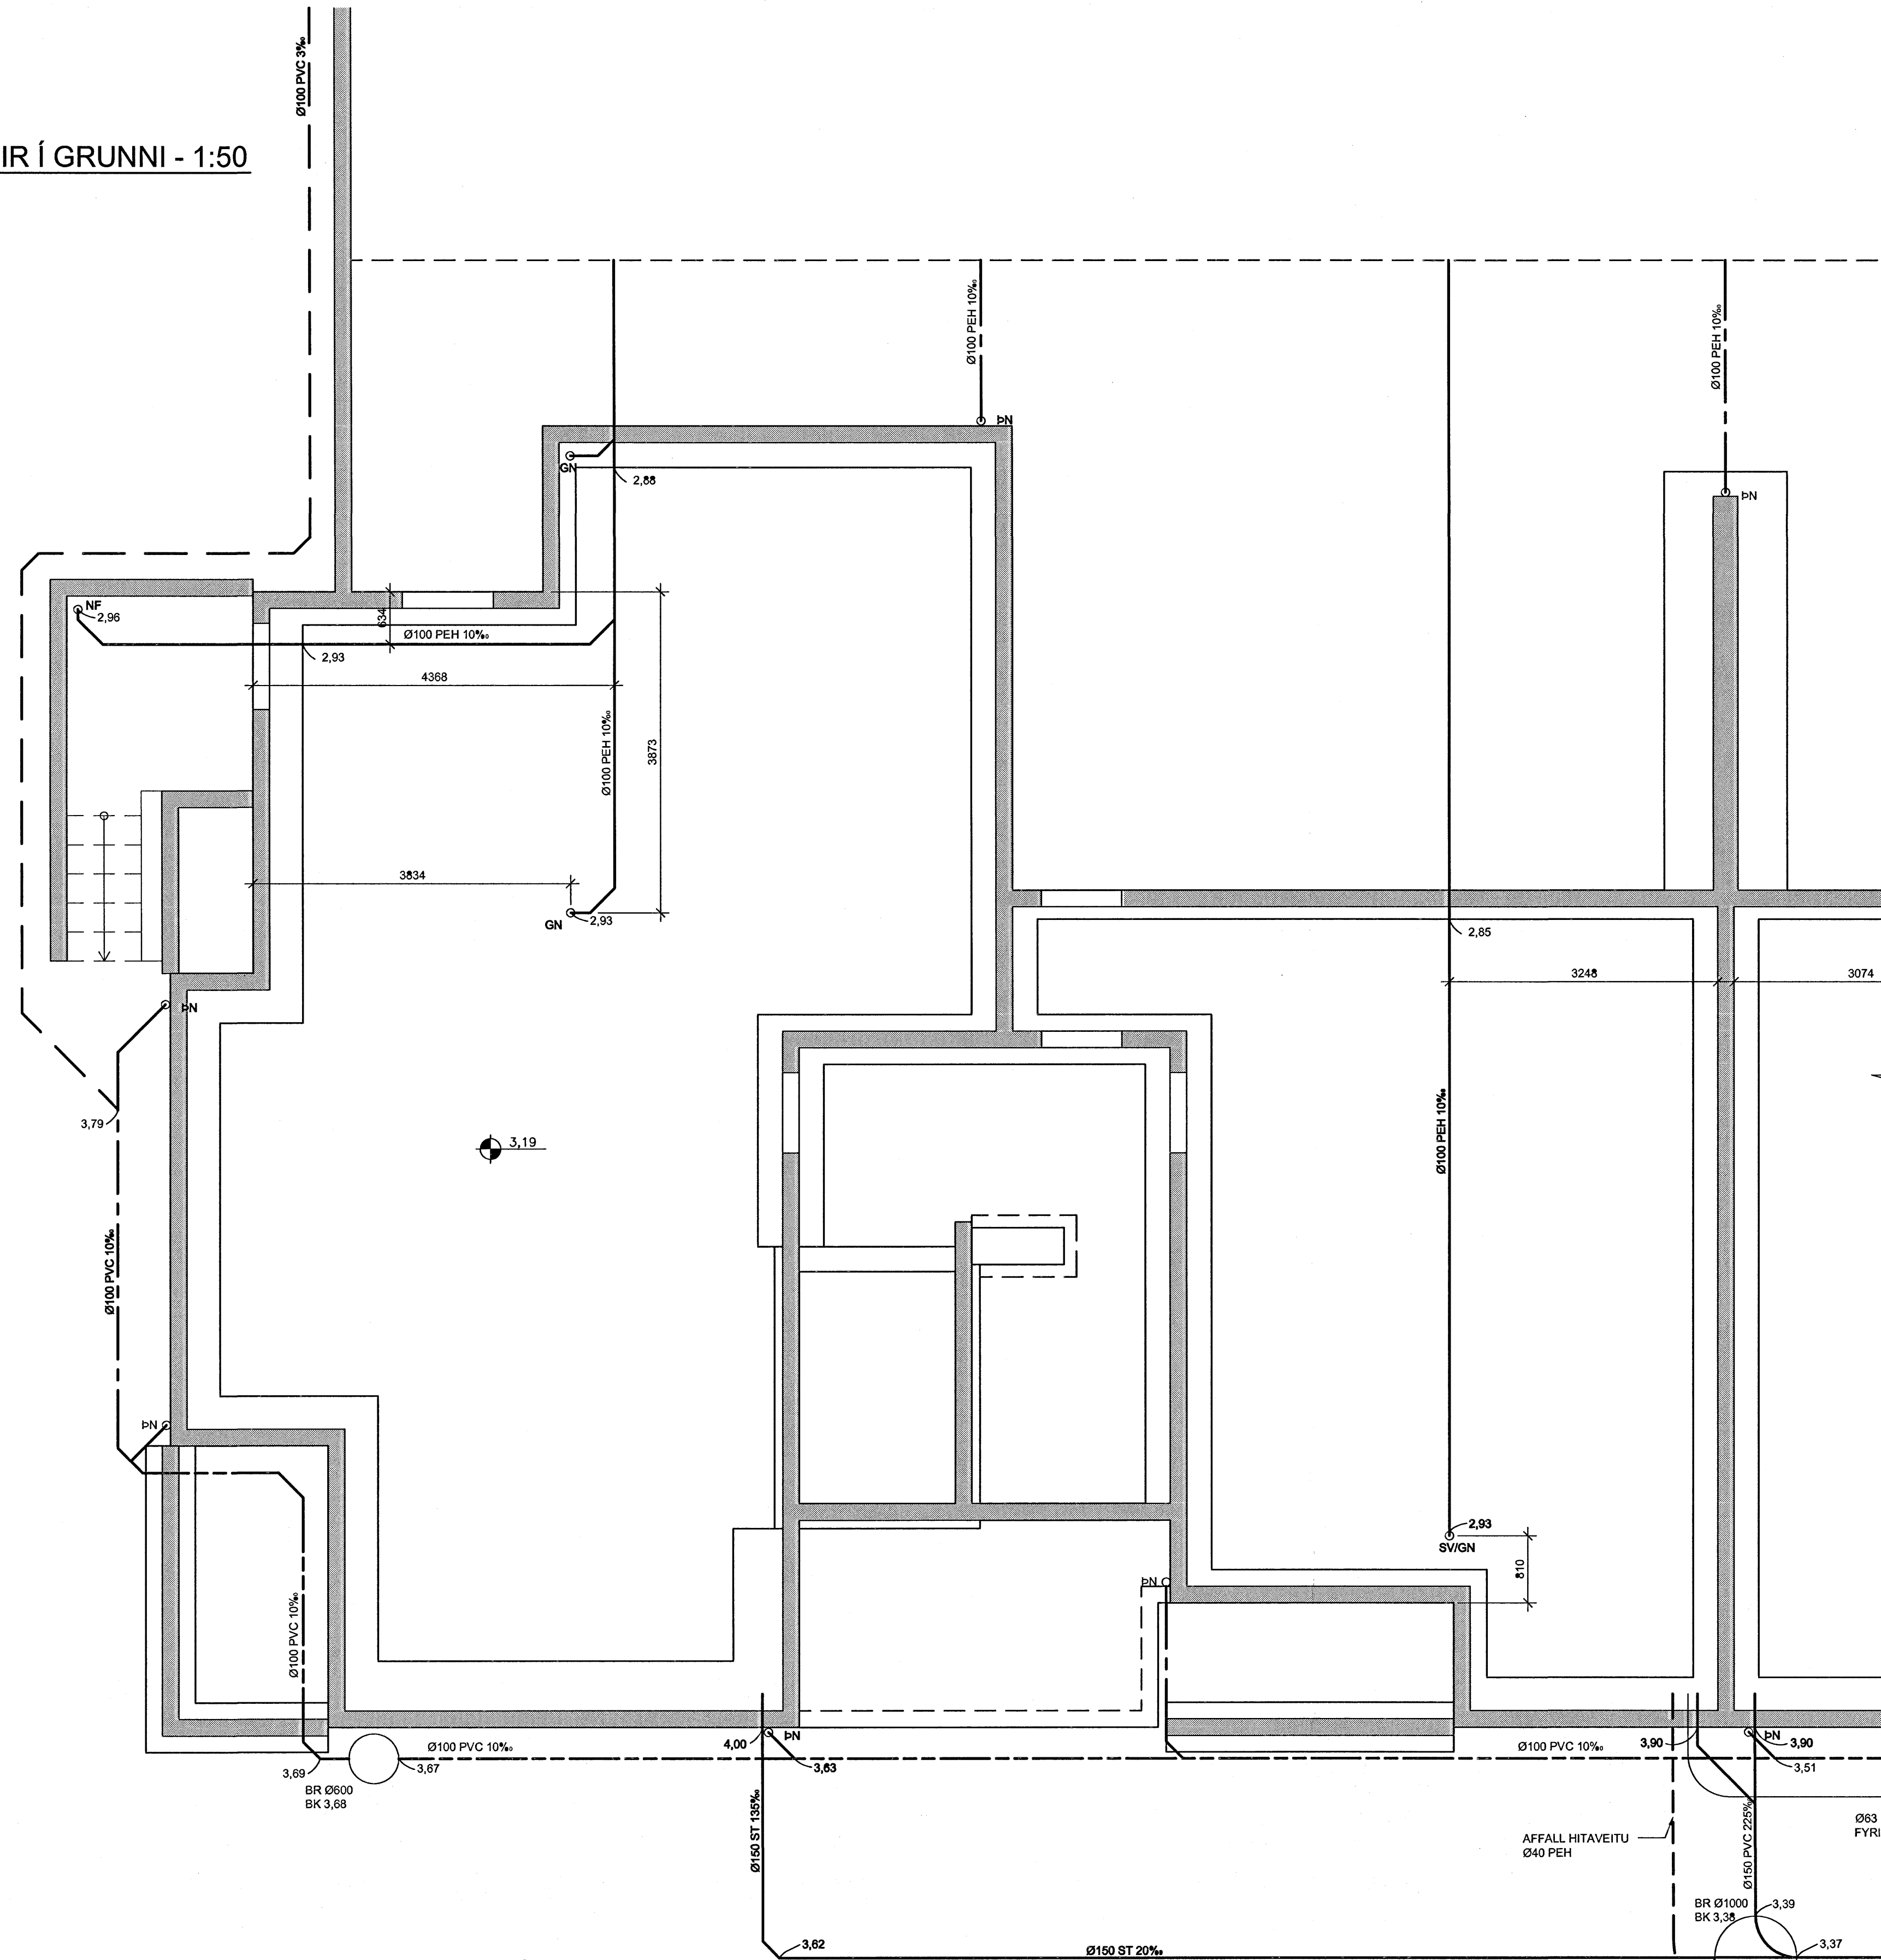 Ø100 PVC 3‰
IR Í GRUNNI - 1:50
Ø100 PEH 10‰
Ø100 PEH 10‰
ÞN
GN
2,88
ÞN
NF
2,96
634
Ø100 PEH 10‰
2,93
4368
Ø100 PEH 10‰
3873
3834
GN
2,93
2,85
3248
3074
ÞN
3,79
3,19
Ø100 PEH 10‰
Ø100 PVC 10‰
ÞN
2,93
SV/GN
810
ÞN
Ø100 PVC 10‰
4,00
ÞN
Ø100 PVC 10‰
3,69
3,67
3,63
BR Ø600
BK 3,68
Ø100 PVC 10‰
3,90
ÞN
3,90
3,51
Ø150 ST 135‰
AFFALL HITAVEITU
Ø40 PEH
Ø150 PVC 225‰
Ø63
FYRI
BR Ø1000
BK 3,38
3,39
3,62
Ø150 ST 20‰
3,37